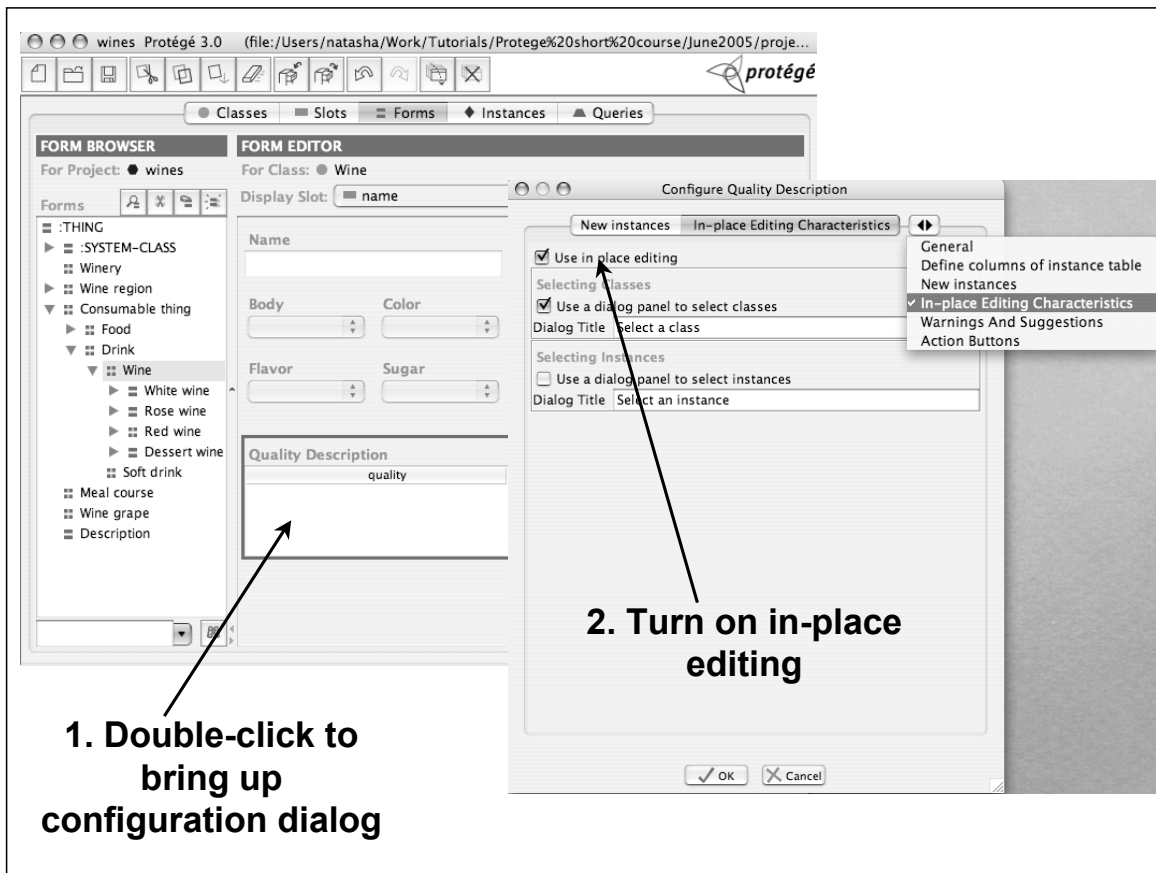 wines Protégé 3.0 (file:/Users/natasha/Work/Tutorials/Protege%20short%20course/June2005/proje...
protégé
Classes Slots Forms Instances Queries
FORM BROWSER
For Project: wines
Forms
:THING
:SYSTEM-CLASS
Winery
Wine region
Consumable thing
Food
Drink
Wine
White wine
Rose wine
Red wine
Dessert wine
Soft drink
Meal course
Wine grape
Description
FORM EDITOR
For Class: Wine
Display Slot: name
Name
Body Color
Flavor Sugar
Quality Description
quality
Configure Quality Description
New instances In-place Editing Characteristics
Use in place editing
Selecting Classes
Use a dialog panel to select classes
Dialog Title Select a class
Selecting Instances
Use a dialog panel to select instances
Dialog Title Select an instance
General
Define columns of instance table
New instances
In-place Editing Characteristics
Warnings And Suggestions
Action Buttons
OK Cancel
1. Double-click to
bring up
configuration dialog
2. Turn on in-place
editing